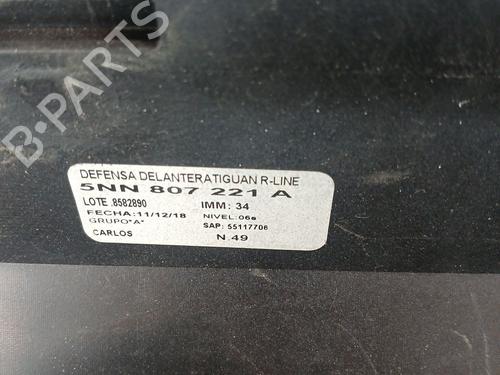 B-PARTS
DEFENSA DELANTERATIGUAN R-LINE
5NN 807 221 A
LOTE .8582890 IMM: 34
FECHA:11/12/18 NIVEL:06s
GRUPO"A" SAP: 55117706
CARLOS N.49